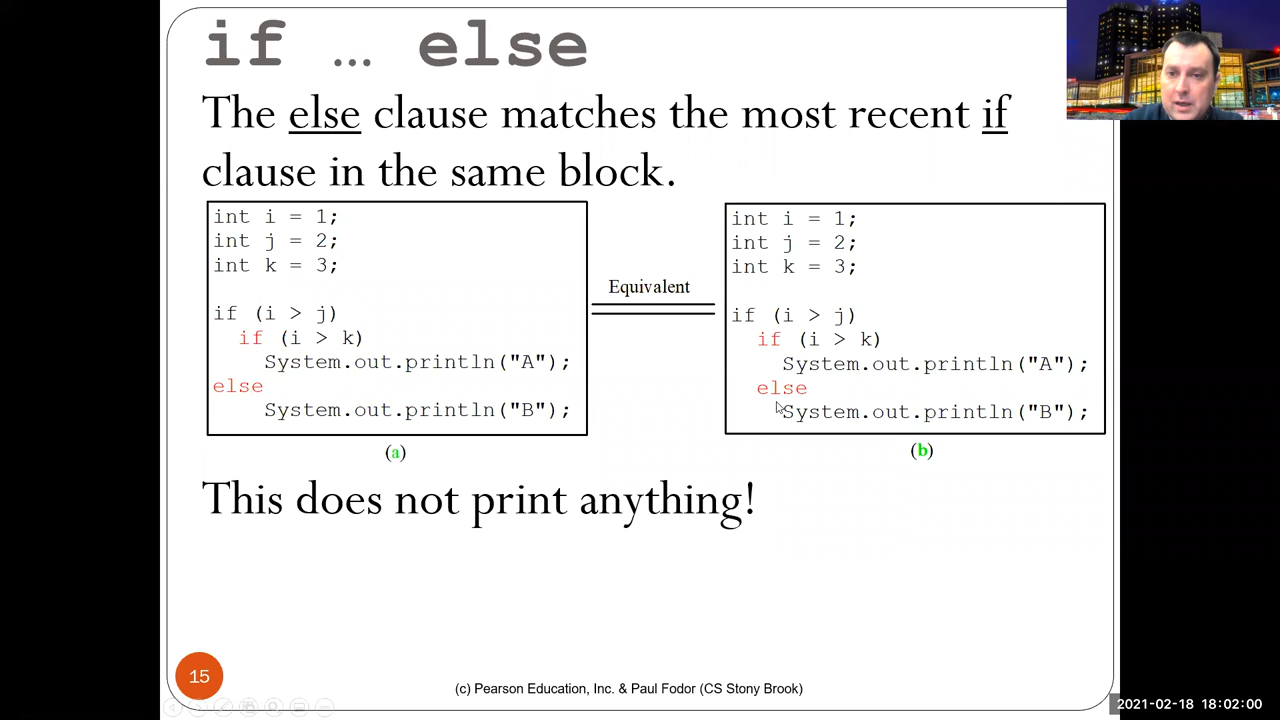 if … else
The else clause matches the most recent if
clause in the same block.
int i = 1;
int j = 2;
int k = 3;
if (i > j)
if (i > k)
System.out.println("A");
else
System.out.println("B");
(a)
Equivalent
int i = 1;
int j = 2;
int k = 3;
if (i > j)
if (i > k)
System.out.println("A");
else
System.out.println("B");
(b)
This does not print anything!
15
(c) Pearson Education, Inc. & Paul Fodor (CS Stony Brook)
2021-02-18 18:02:00